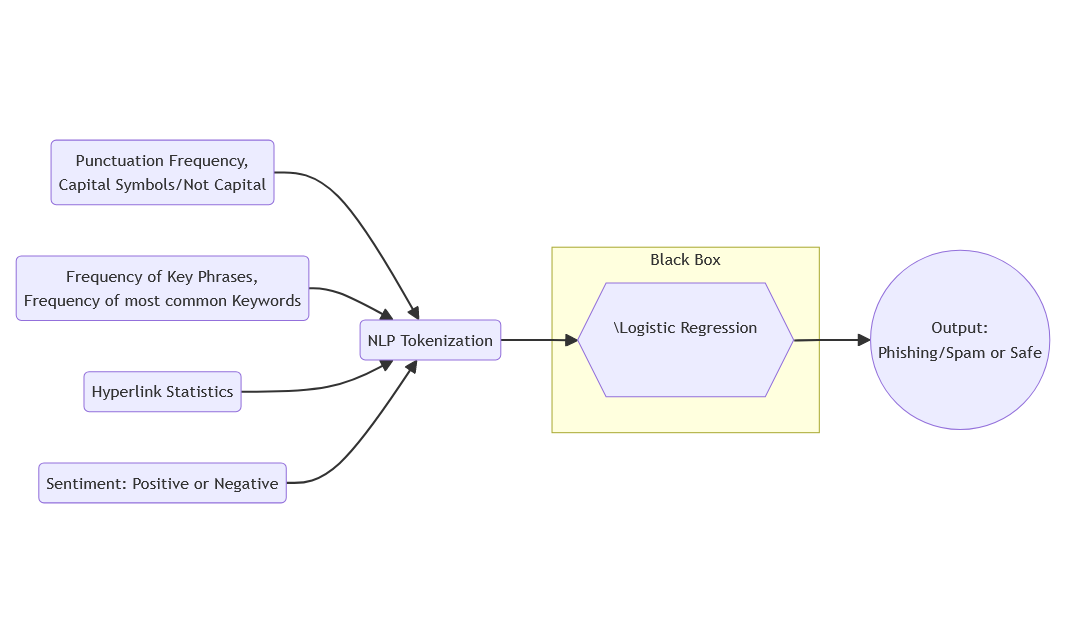 Punctuation Frequency,
Capital Symbols/Not Capital
Frequency of Key Phrases,
Frequency of most common Keywords
Hyperlink Statistics
Sentiment: Positive or Negative
NLP Tokenization
Black Box
\Logistic Regression
Output:
Phishing/Spam or Safe